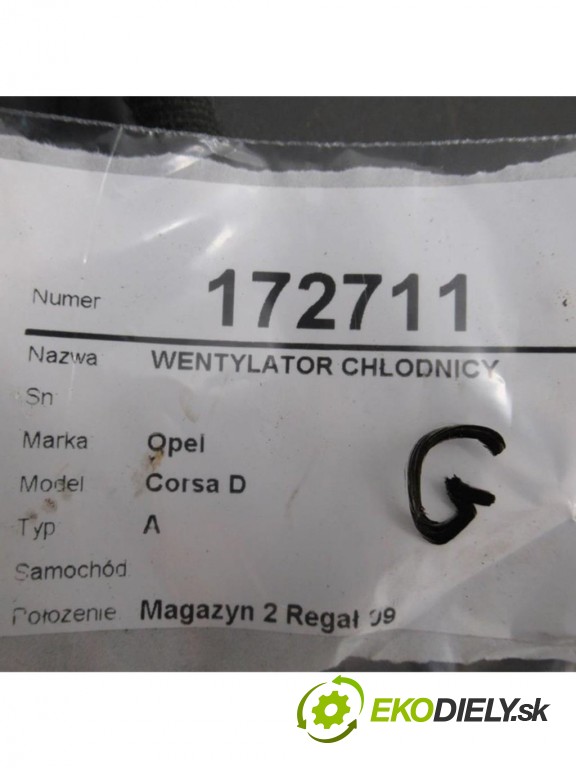 Numer 172711
Nazwa WENTYLATOR CHŁODNICY
Sn
Marka Opel
Model Corsa D
Typ A
Samochód
Położenie Magazyn 2 Regał 09
G
EKODIELY.sk